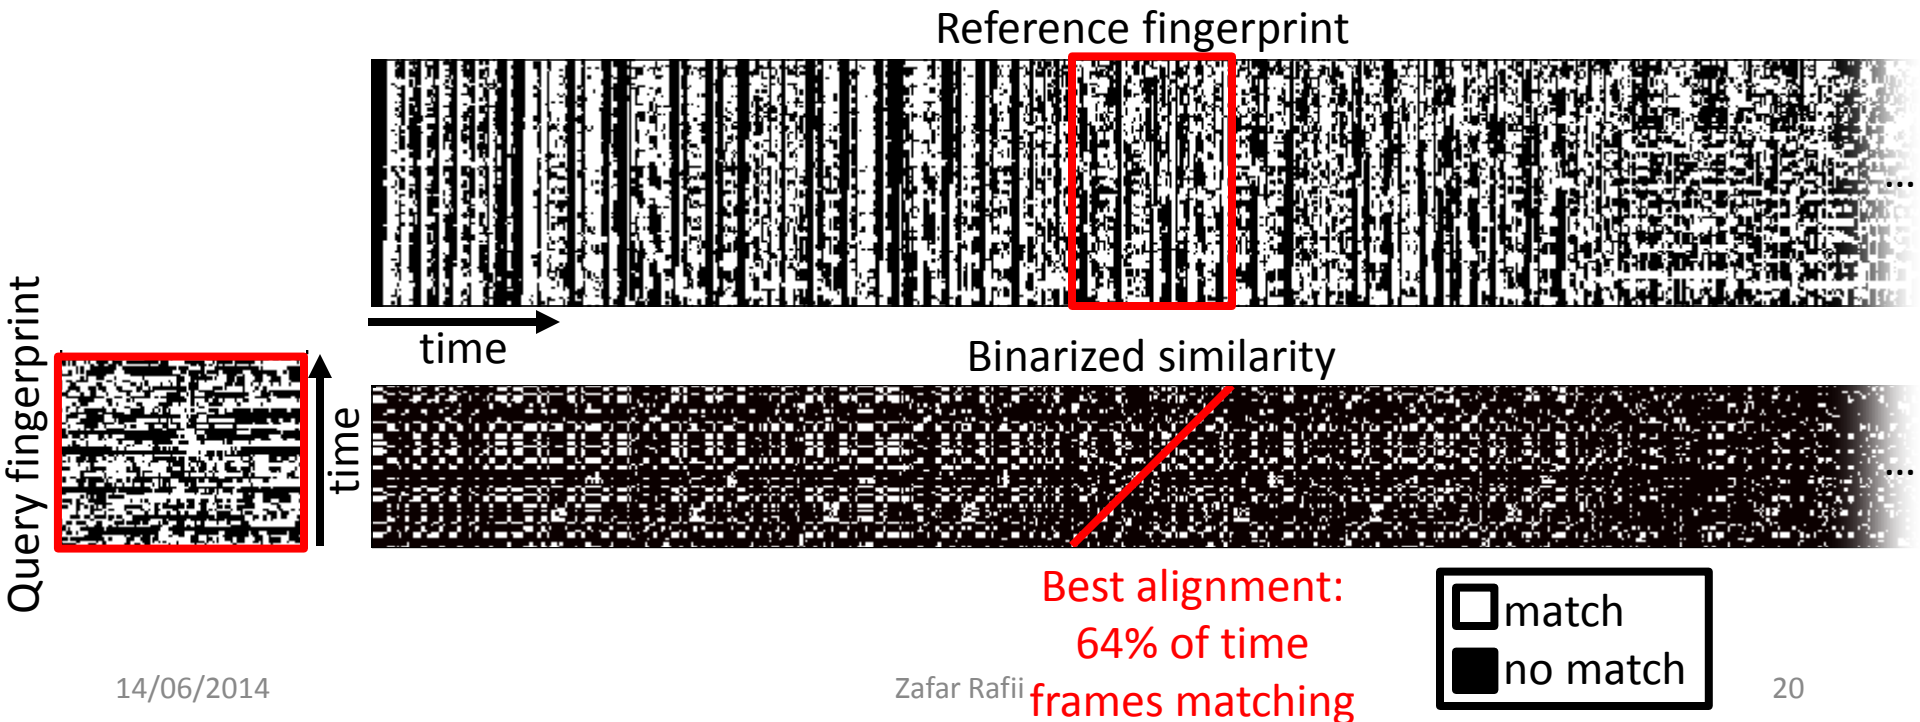 Reference fingerprint
...
time
Query fingerprint
time
Binarized similarity
...
Best alignment:
64% of time
frames matching
match
no match
14/06/2014
Zafar Rafii
20